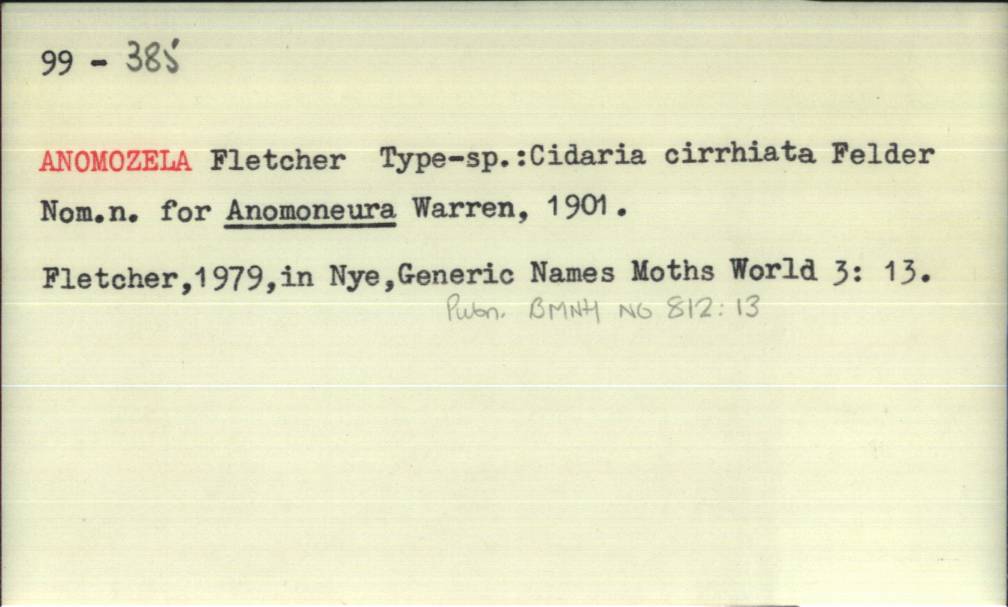 99 - 385
ANOMOZELA Fletcher Type-sp.:Cidaria cirrhiata Felder
Nom.n. for Anomoneura Warren, 1901.
Fletcher,1979,in Nye,Generic Names Moths World 3: 13.
Pubn. BMNH NO 812:13